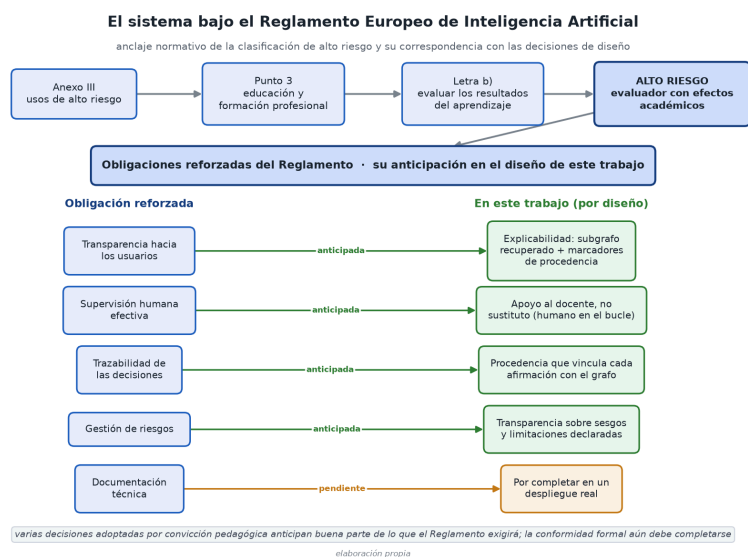 El sistema bajo el Reglamento Europeo de Inteligencia Artificial
anclaje normativo de la clasificación de alto riesgo y su correspondencia con las decisiones de diseño
Anexo III
usos de alto riesgo
Punto 3
educación y
formación profesional
Letra b)
evaluar los resultados
del aprendizaje
ALTO RIESGO
evaluador con efectos
académicos
Obligaciones reforzadas del Reglamento · su anticipación en el diseño de este trabajo
Obligación reforzada
En este trabajo (por diseño)
Transparencia hacia
los usuarios
anticipada
Explicabilidad: subgrafo
recuperado + marcadores
de procedencia
Supervisión humana
efectiva
anticipada
Apoyo al docente, no
sustituto (humano en el bucle)
Trazabilidad de
las decisiones
anticipada
Procedencia que vincula cada
afirmación con el grafo
Gestión de riesgos
anticipada
Transparencia sobre sesgos
y limitaciones declaradas
Documentación
técnica
pendiente
Por completar en un
despliegue real
varias decisiones adoptadas por convicción pedagógica anticipan buena parte de lo que el Reglamento exigirá; la conformidad formal aún debe completarse
elaboración propia